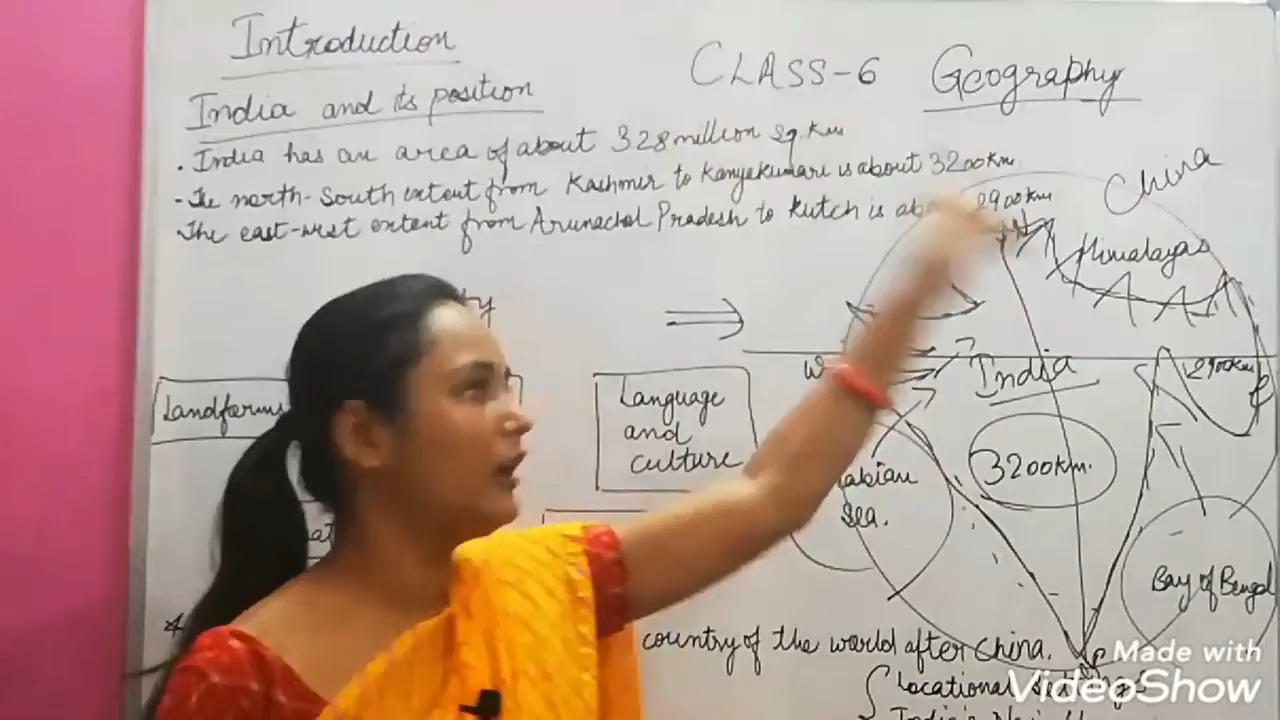 Introduction
CLASS-6 Geography
India and its position
. India has an area of about 328 million sq km
- The north-South extent from Kashmir to Kanyakumari is about 3200km.
The east-west extent from Arunachal Pradesh to Kutch is 2900km
China
Himalayas
India
2900km
W
E
Landforms
Language
and
culture
3200km.
Sea.
Bay of Bengal
country of the world after China.
Locational
Made with
VideoShow